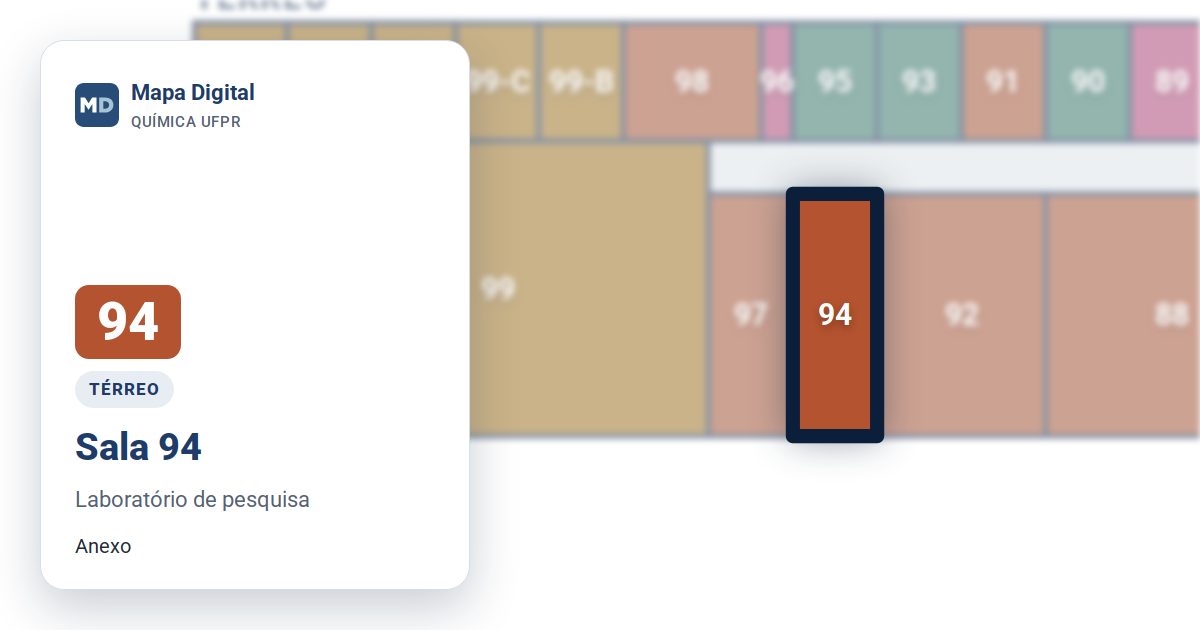 MD
Mapa Digital
QUÍMICA UFPR
94
TÉRREO
Sala 94
Laboratório de pesquisa
Anexo
99-C 99-B 98 96 95 93 91 90 89
99 97 94 92 88